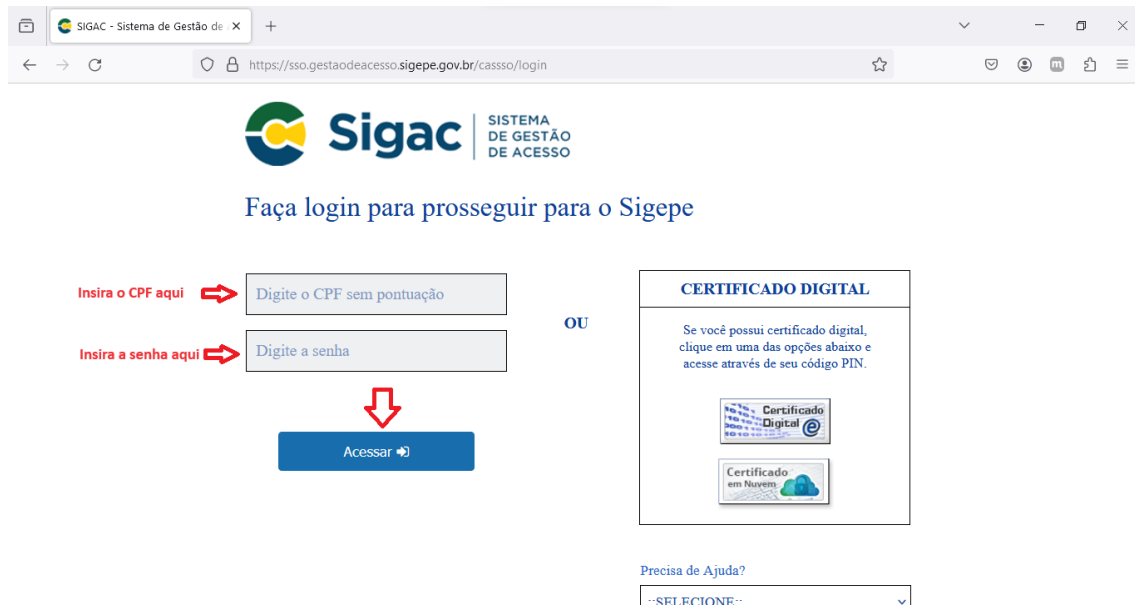 SIGAC - Sistema de Gestão de
https://sso.gestaodeacesso.sigepe.gov.br/cassso/login
Sigac
SISTEMA
DE GESTÃO
DE ACESSO
Faça login para prosseguir para o Sigepe
Insira o CPF aqui
Digite o CPF sem pontuação
Insira a senha aqui
Digite a senha
Acessar
OU
CERTIFICADO DIGITAL
Se você possui certificado digital,
clique em uma das opções abaixo e
acesse através de seu código PIN.
Certificado
Digital
Certificado
em Nuvem
Precisa de Ajuda?
--SELECIONE--